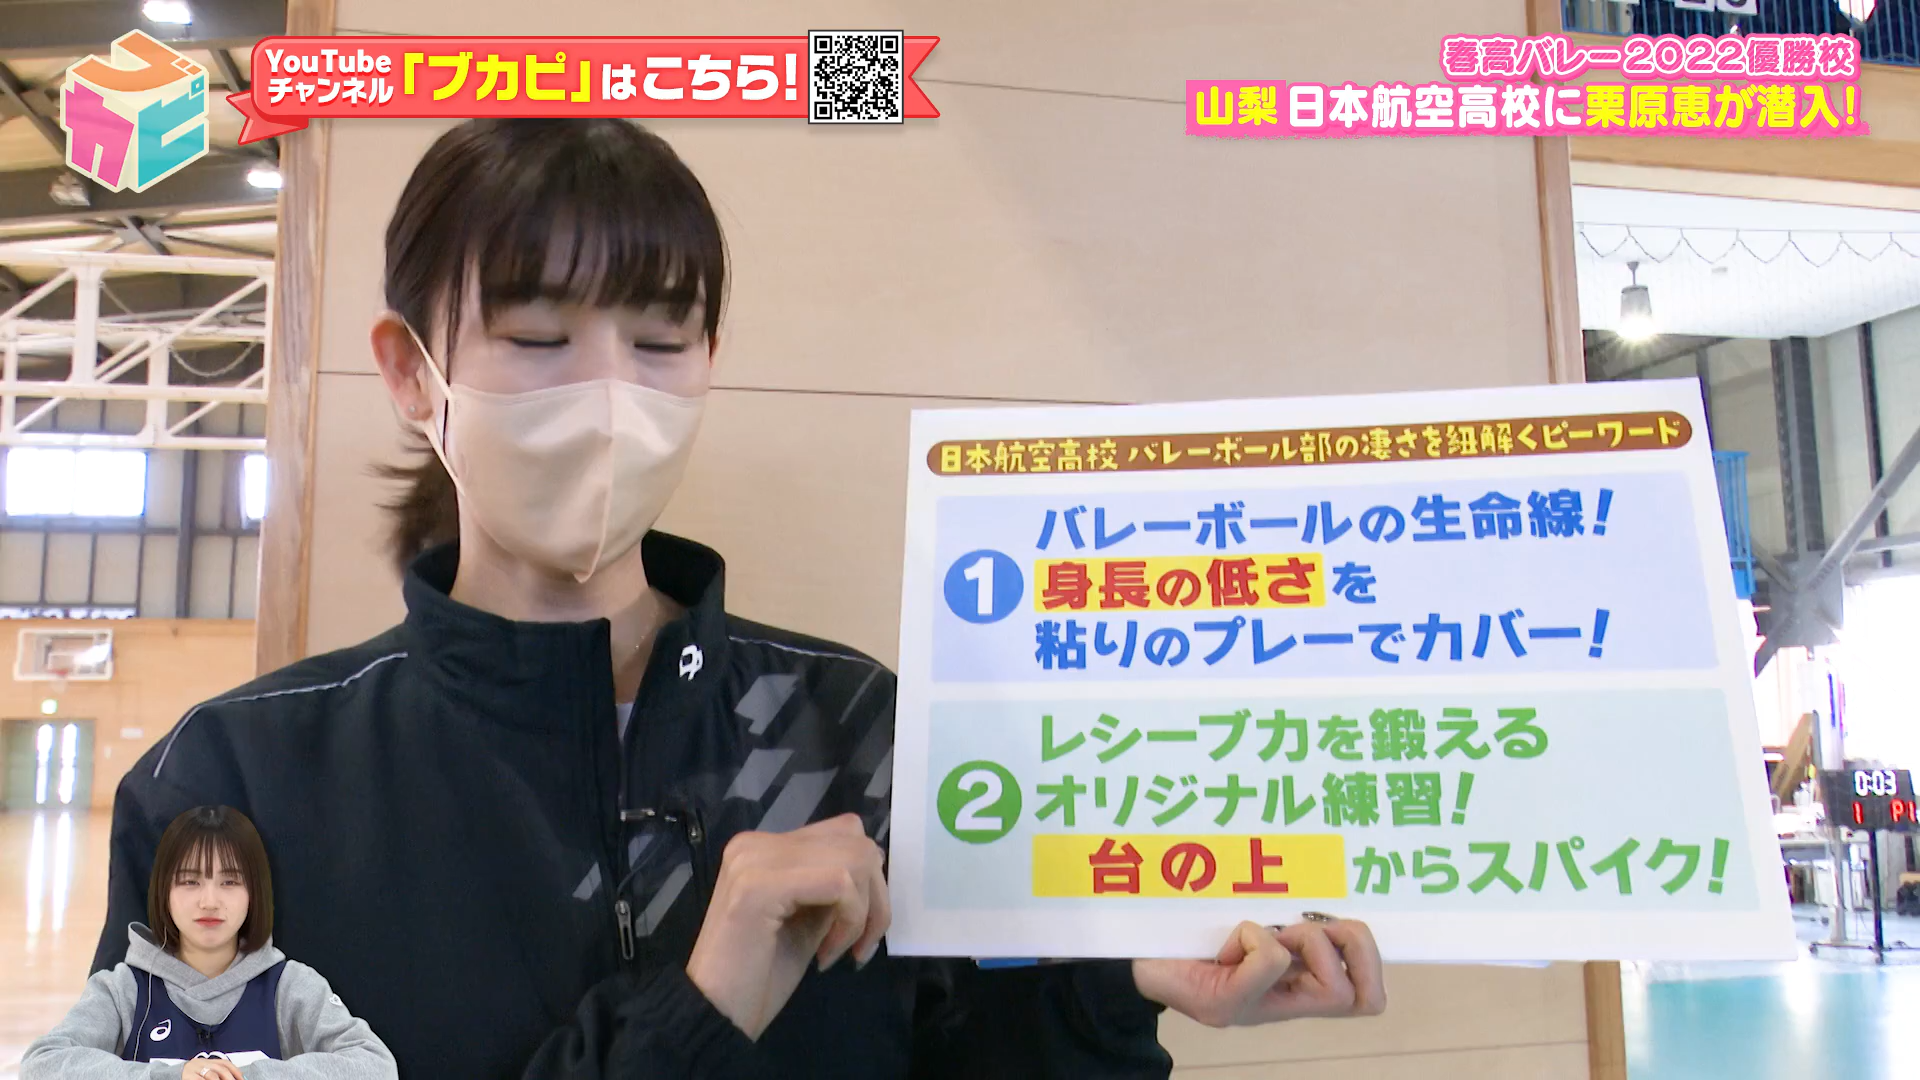 ブカピ
YouTube
チャンネル「ブカピ」はこちら!
春高バレー2022優勝校
山梨 日本航空高校に栗原恵が潜入!
日本航空高校 バレーボール部の凄さを紐解くピーワード
1 バレーボールの生命線!
身長の低さを
粘りのプレーでカバー!
2 レシーブ力を鍛える
オリジナル練習!
台の上からスパイク!
0:03
1 P1